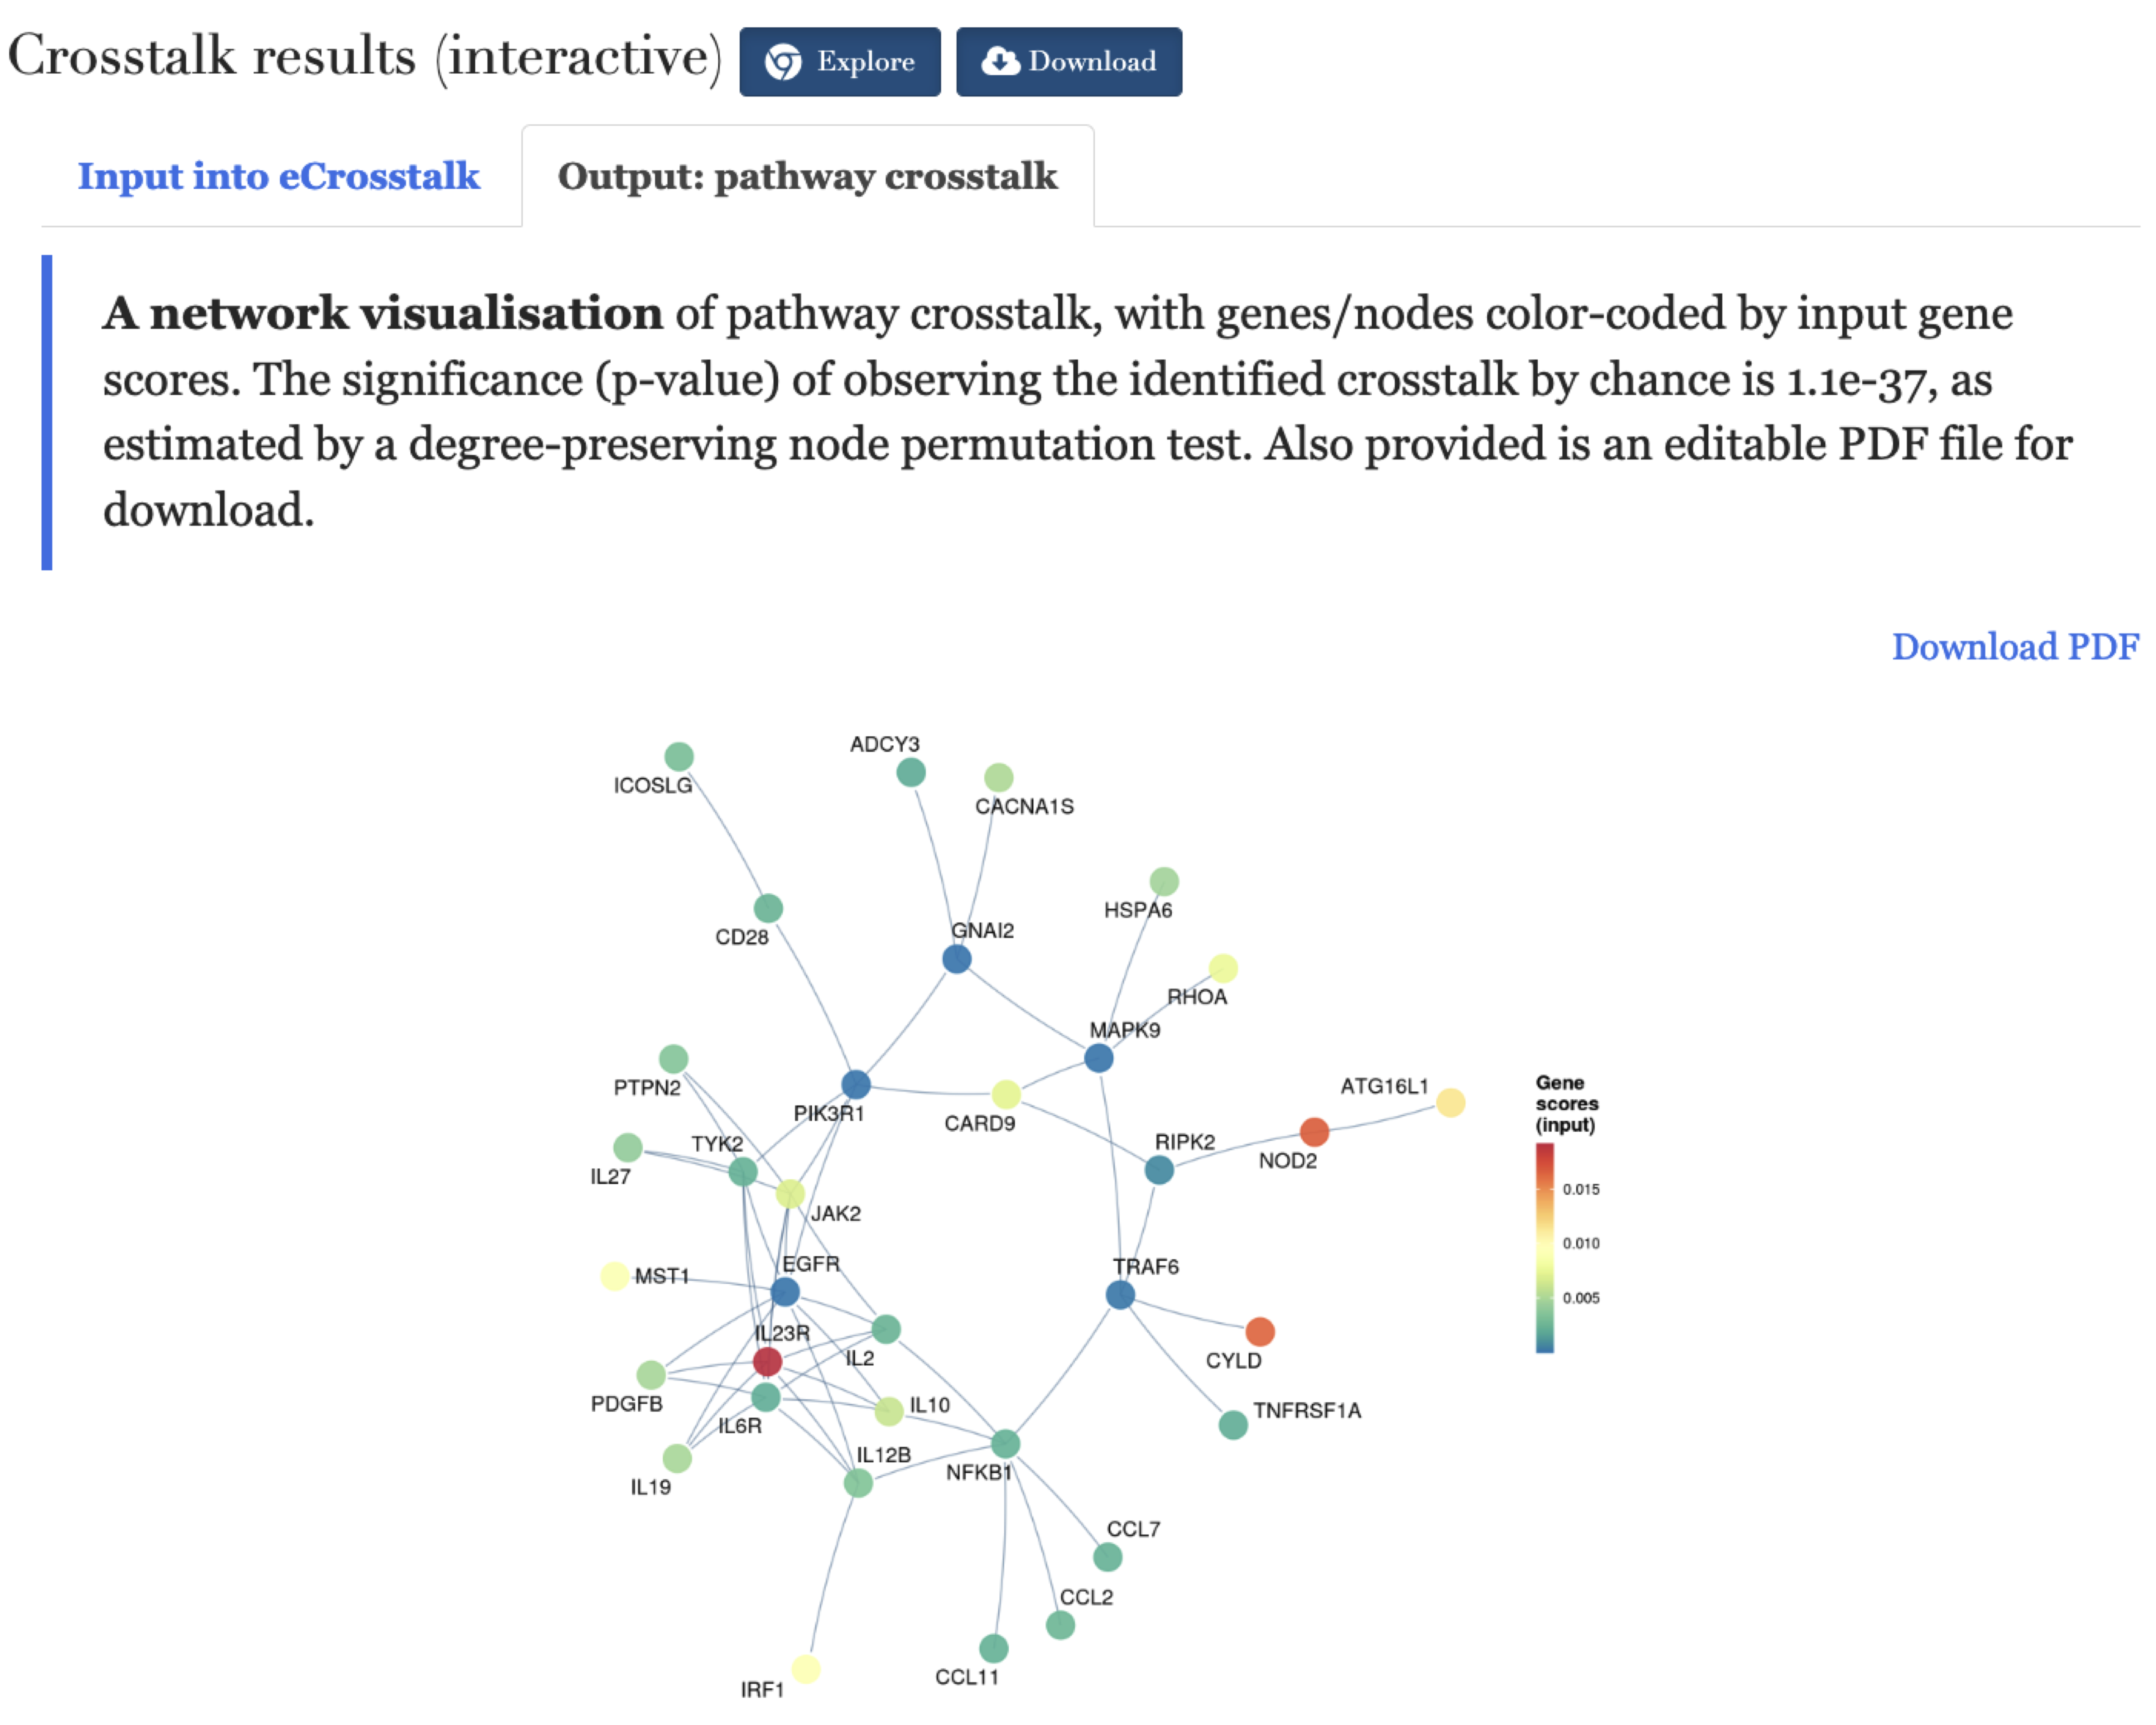 Crosstalk results (interactive) Explore Download
Input into eCrosstalk Output: pathway crosstalk
A network visualisation of pathway crosstalk, with genes/nodes color-coded by input gene
scores. The significance (p-value) of observing the identified crosstalk by chance is 1.1e-37, as
estimated by a degree-preserving node permutation test. Also provided is an editable PDF file for
download.
Download PDF
ADCY3
ICOSLG
CACNA1S
HSPA6
GNAI2
CD28
RHOA
MAPK9
Gene
scores
(input)
ATG16L1
PTPN2
PIK3R1
CARD9
TYK2
RIPK2
NOD2
IL27
0.015
JAK2
0.010
EGFR
TRAF6
MST1
0.005
IL23R
IL2
CYLD
PDGFB
IL10
TNFRSF1A
IL6R
IL12B
NFKB1
IL19
CCL7
CCL2
CCL11
IRF1